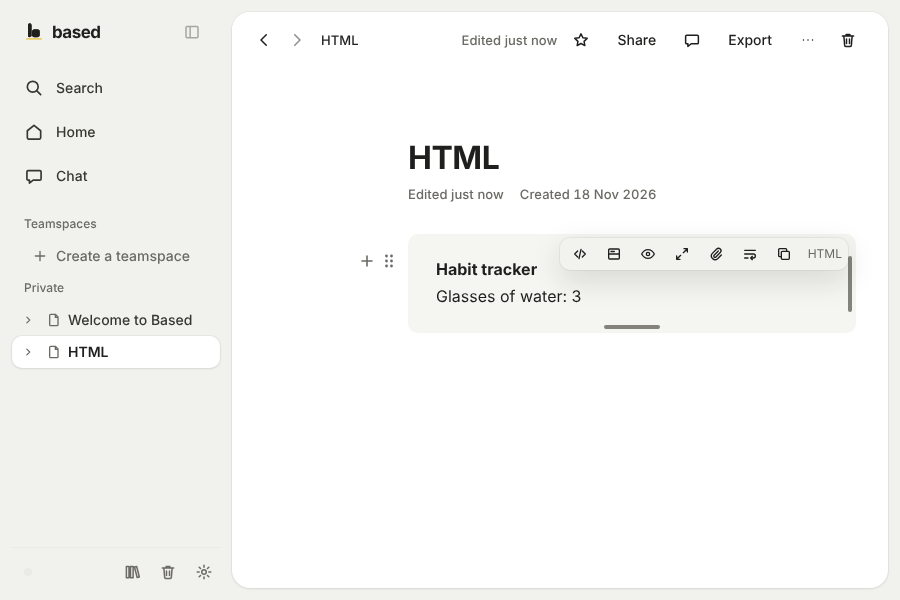 based
Search
Home
Chat
Teamspaces
Create a teamspace
Private
Welcome to Based
HTML
HTML
Edited just now
Share
Export
HTML
Edited just now Created 18 Nov 2026
HTML
Habit tracker
Glasses of water: 3